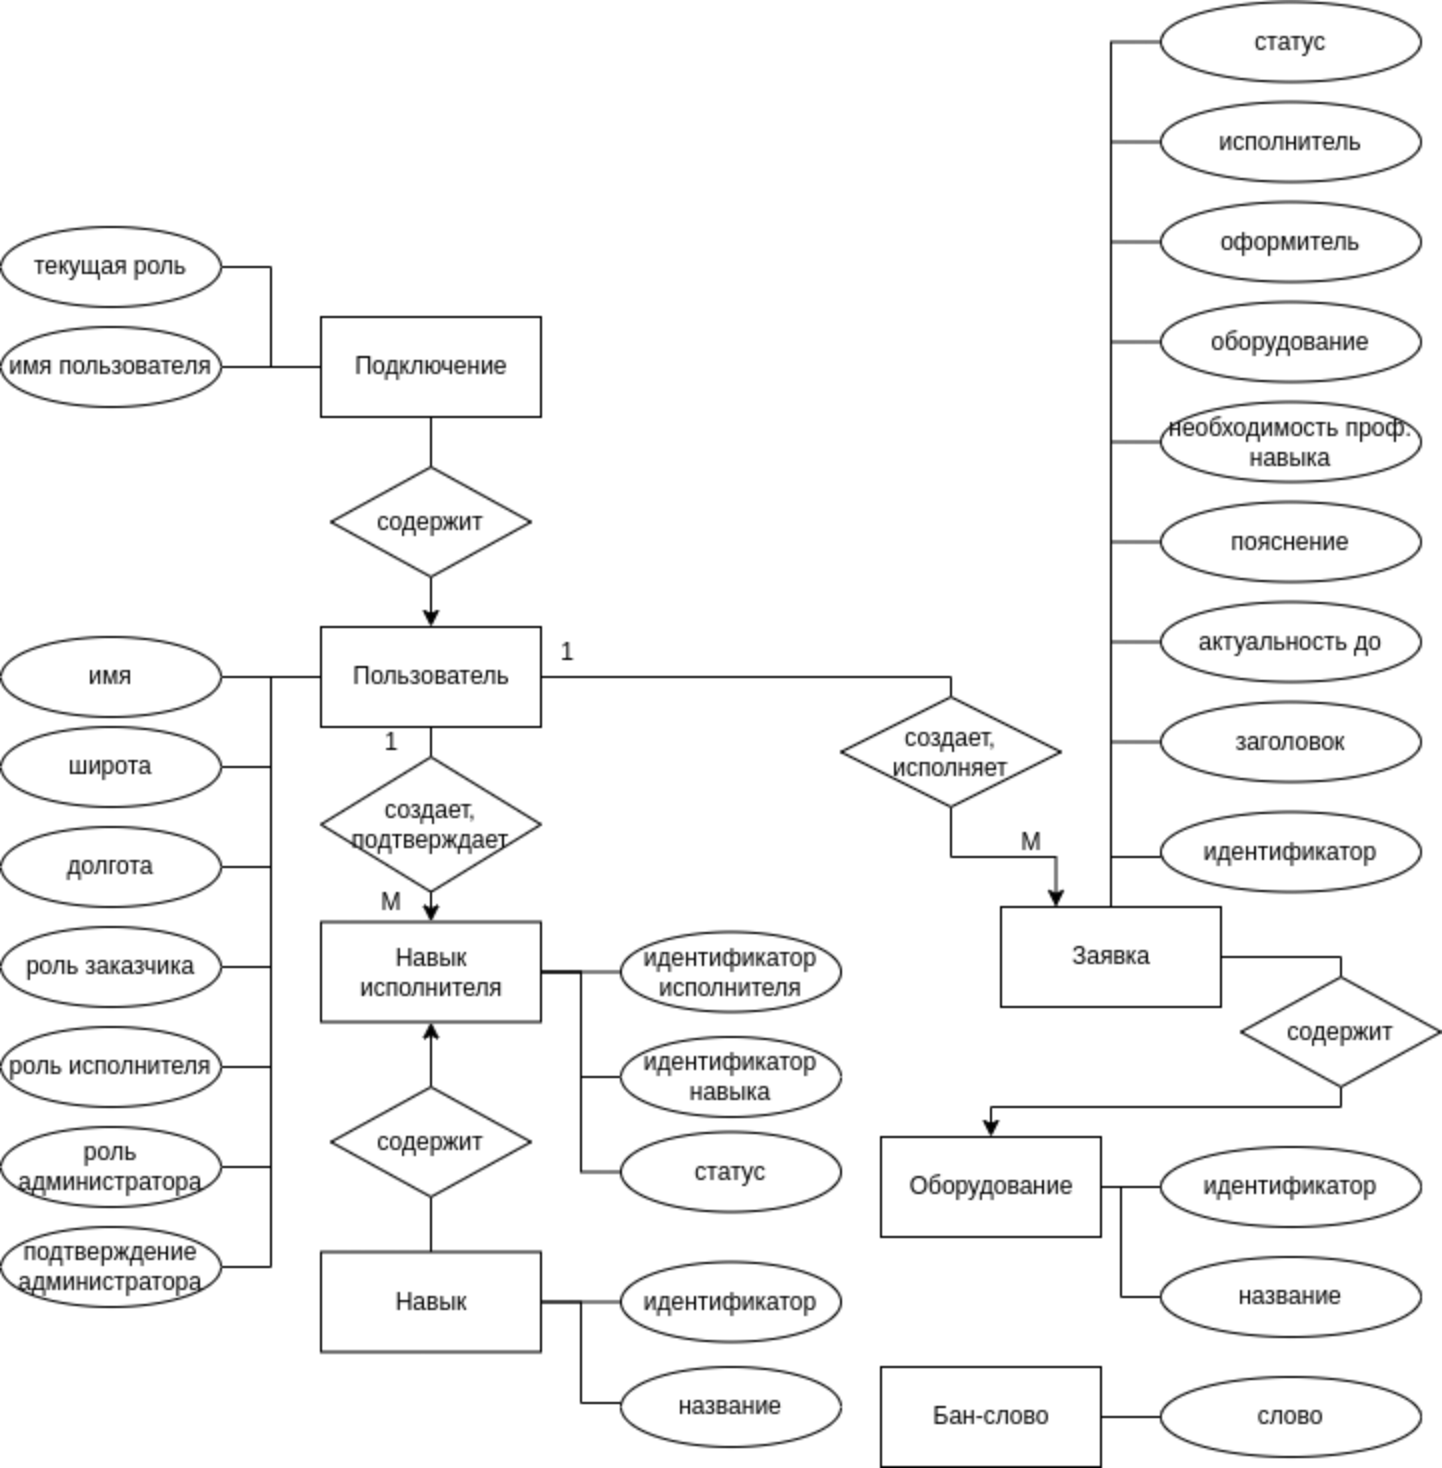 статус
исполнитель
оформитель
оборудование
необходимость проф.
навыка
пояснение
актуальность до
заголовок
идентификатор
текущая роль
имя пользователя
Подключение
содержит
имя
широта
долгота
роль заказчика
роль исполнителя
роль
администратора
подтверждение
администратора
Пользователь
1
1
создает,
подтверждает
М
создает,
исполняет
М
Навык
исполнителя
идентификатор
исполнителя
идентификатор
навыка
статус
содержит
Навык
идентификатор
название
Заявка
содержит
Оборудование
идентификатор
название
Бан-слово
слово